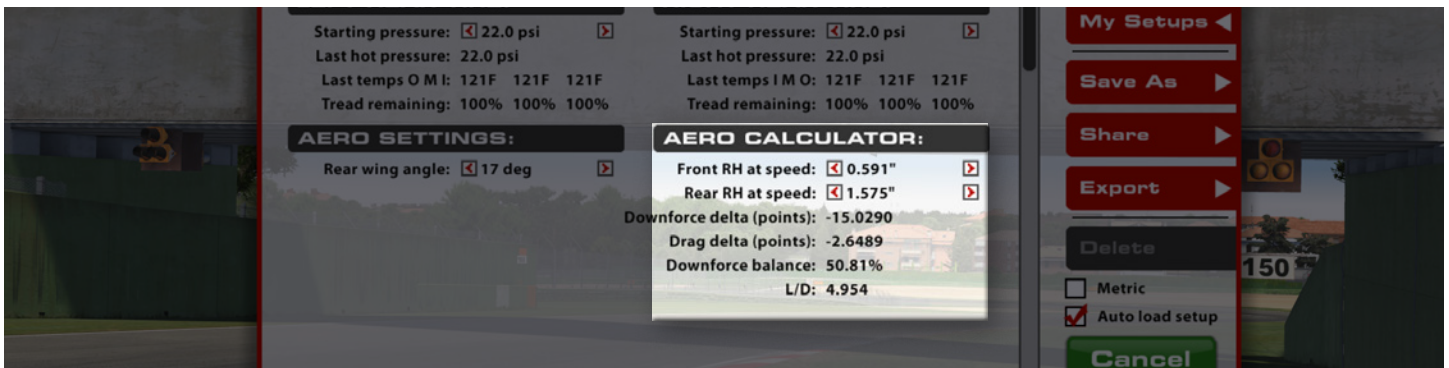 Starting pressure: 22.0 psi
Last hot pressure: 22.0 psi
Last temps O M I: 121F 121F 121F
Tread remaining: 100% 100% 100%
AERO SETTINGS:
Rear wing angle: 17 deg
Starting pressure: 22.0 psi
Last hot pressure: 22.0 psi
Last temps I M O: 121F 121F 121F
Tread remaining: 100% 100% 100%
AERO CALCULATOR:
Front RH at speed: 0.591"
Rear RH at speed: 1.575"
Downforce delta (points): -15.0290
Drag delta (points): -2.6489
Downforce balance: 50.81%
L/D: 4.954
My Setups
Save As
Share
Export
Delete
Metric
Auto load setup
Cancel
150